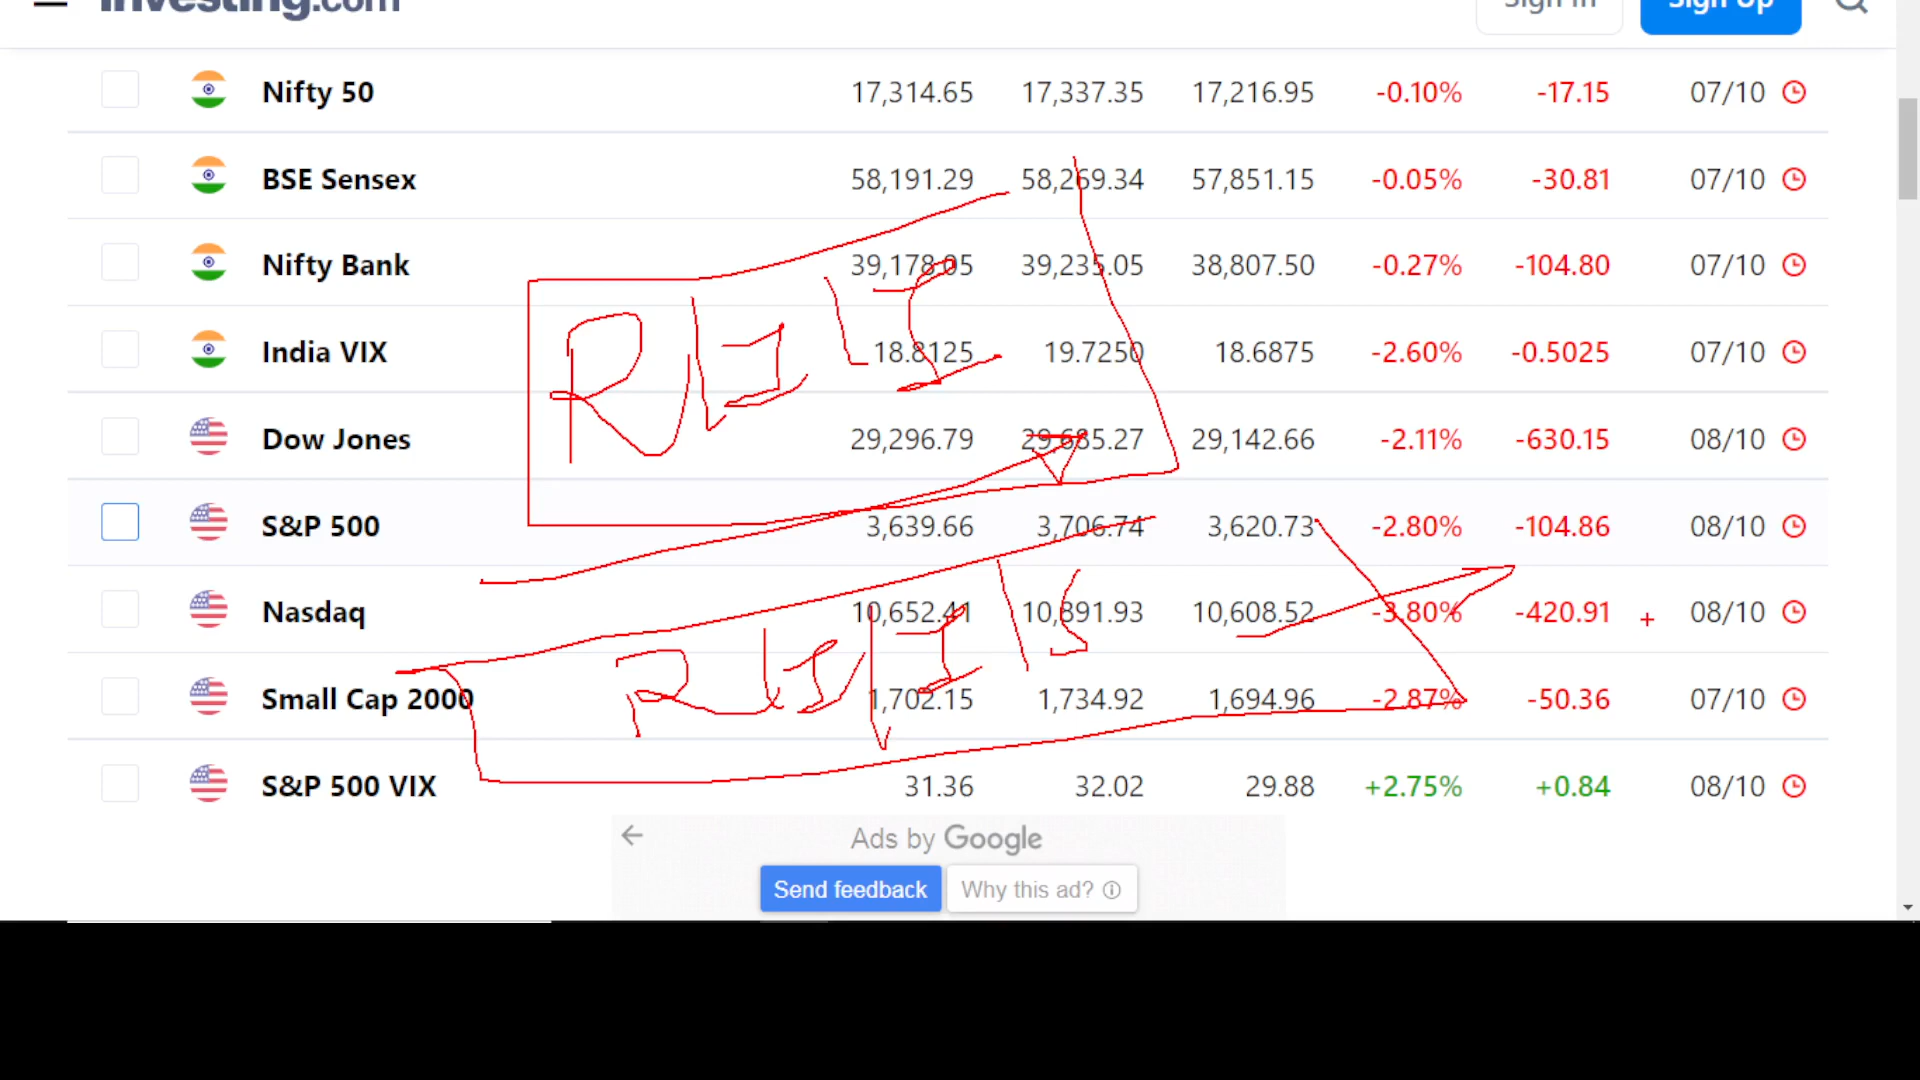 Investing.com Sign In Sign Up
Nifty 50 17,314.65 17,337.35 17,216.95 -0.10% -17.15 07/10
BSE Sensex 58,191.29 58,269.34 57,851.15 -0.05% -30.81 07/10
Nifty Bank 39,178.05 39,235.05 38,807.50 -0.27% -104.80 07/10
India VIX 18.8125 19.7250 18.6875 -2.60% -0.5025 07/10
Dow Jones 29,296.79 29,685.27 29,142.66 -2.11% -630.15 08/10
S&P 500 3,639.66 3,706.74 3,620.73 -2.80% -104.86 08/10
Nasdaq 10,652.41 10,891.93 10,608.52 -3.80% -420.91 08/10
Small Cap 2000 1,702.15 1,734.92 1,694.96 -2.87% -50.36 07/10
S&P 500 VIX 31.36 32.02 29.88 +2.75% +0.84 08/10
Ads by Google
Send feedback Why this ad?